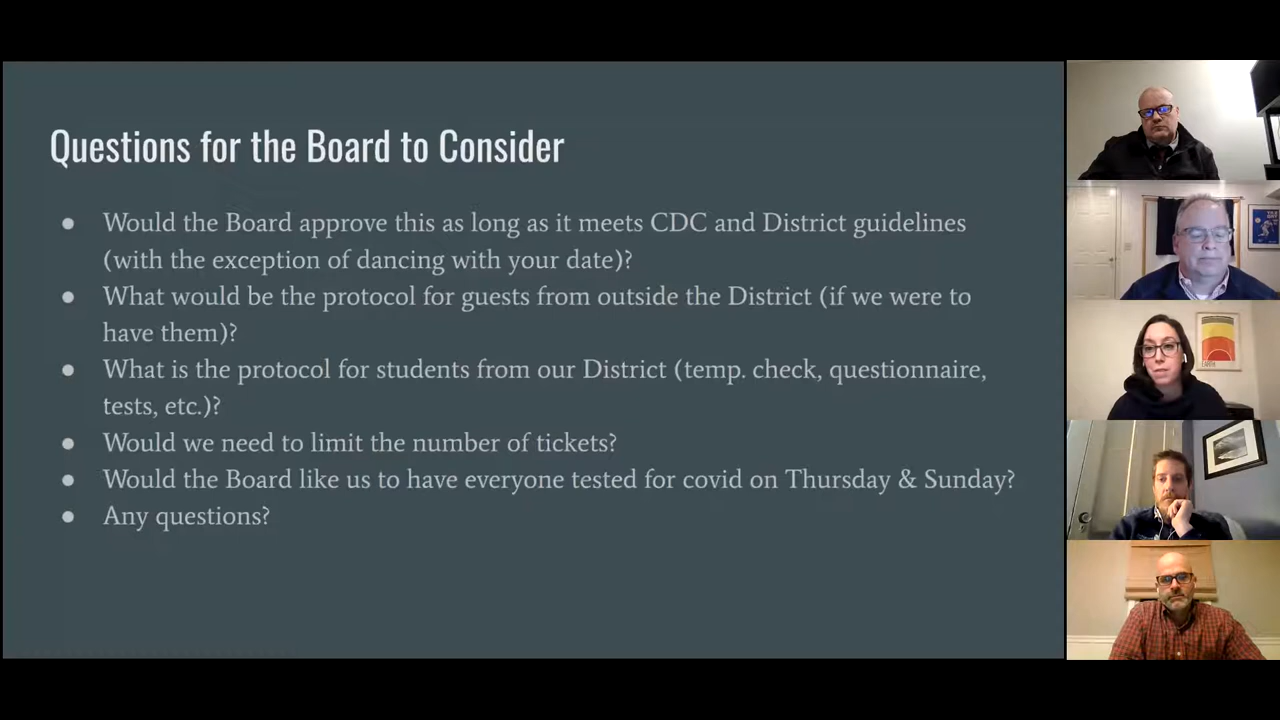 Questions for the Board to Consider
● Would the Board approve this as long as it meets CDC and District guidelines
(with the exception of dancing with your date)?
● What would be the protocol for guests from outside the District (if we were to
have them)?
● What is the protocol for students from our District (temp. check, questionnaire,
tests, etc.)?
● Would we need to limit the number of tickets?
● Would the Board like us to have everyone tested for covid on Thursday & Sunday?
● Any questions?